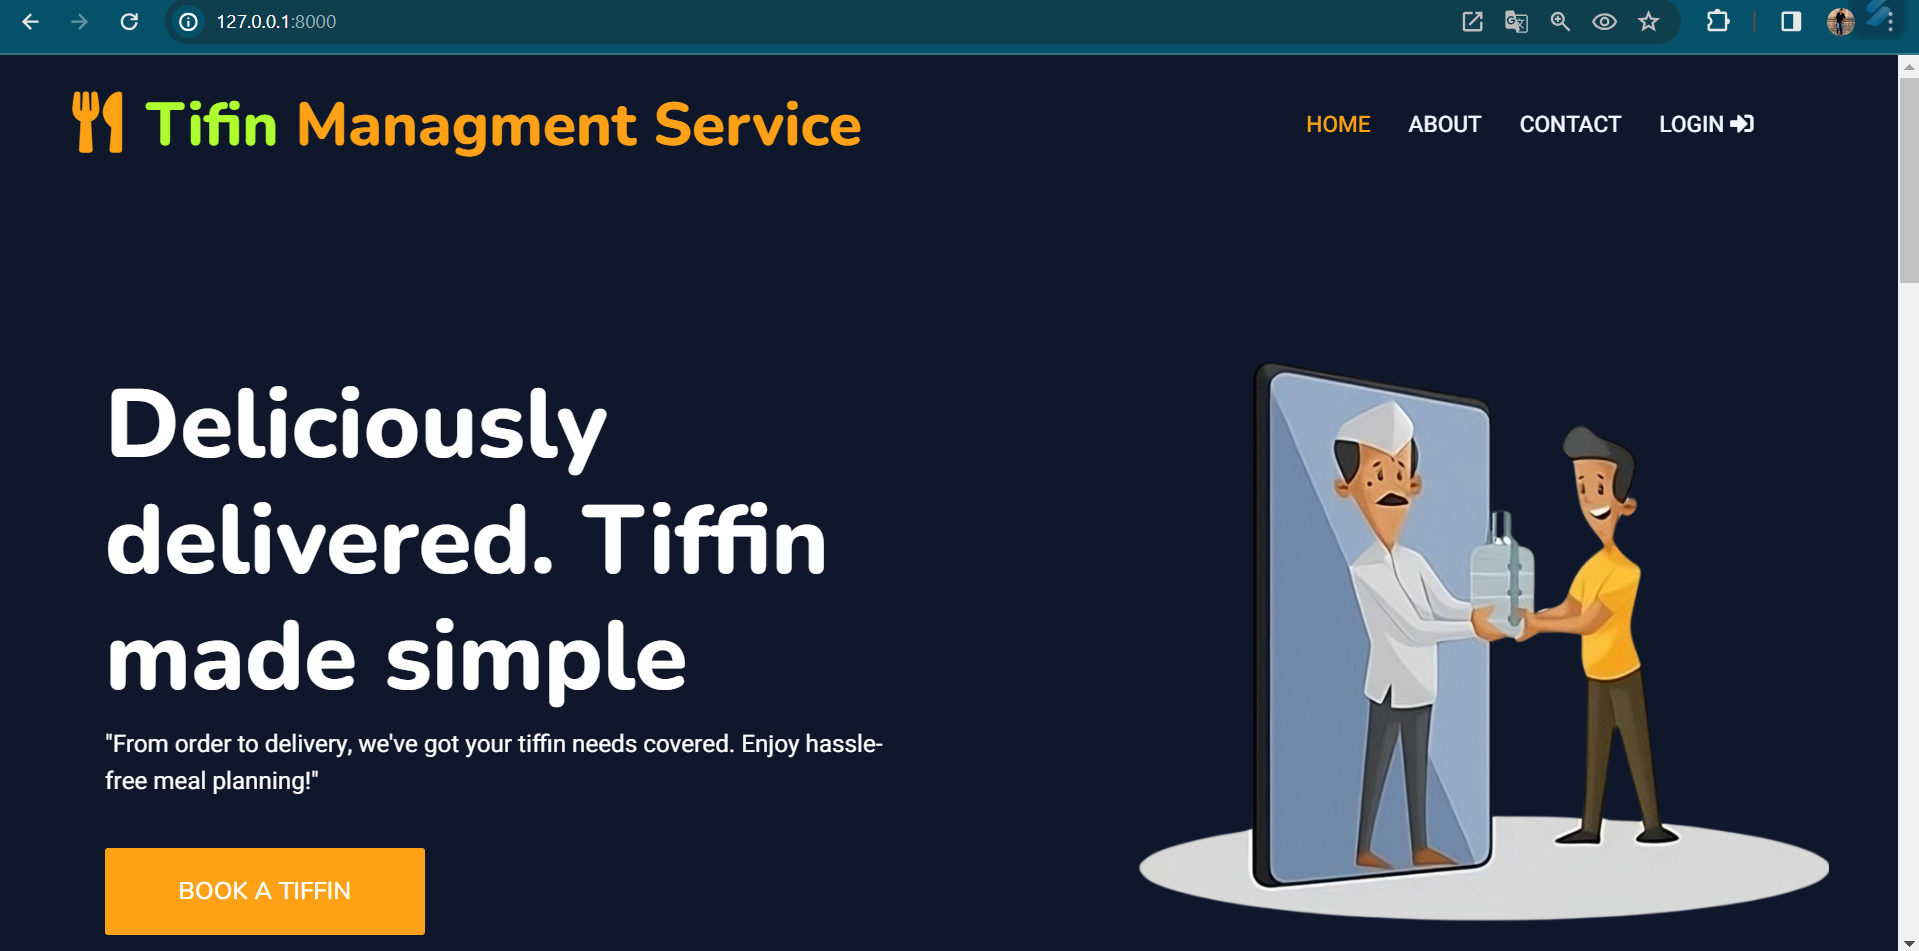 127.0.0.1:8000
Tifin Managment Service
HOME ABOUT CONTACT LOGIN
Deliciously
delivered. Tiffin
made simple
"From order to delivery, we've got your tiffin needs covered. Enjoy hassle-
free meal planning!"
BOOK A TIFFIN